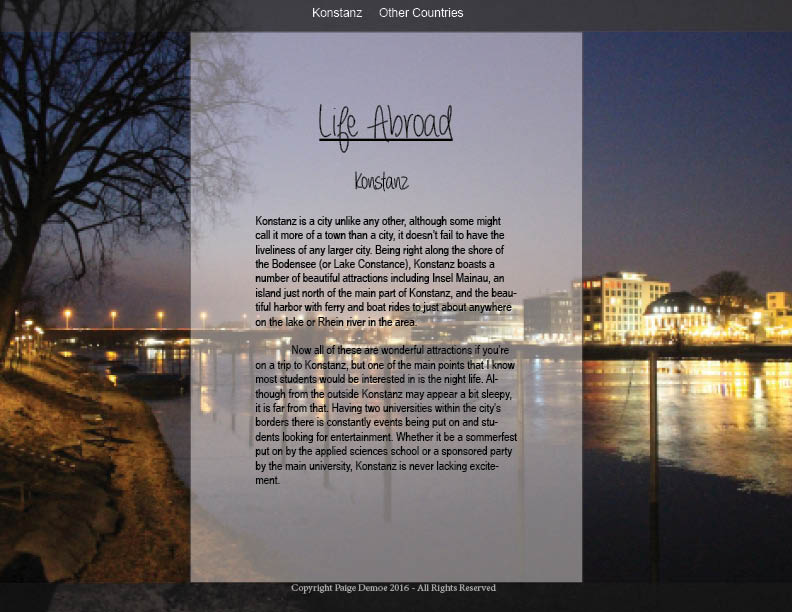 Konstanz Other Countries
Life Abroad
Konstanz
Konstanz is a city unlike any other, although some might
call it more of a town than a city, it doesn't fail to have the
liveliness of any larger city. Being right along the shore of
the Bodensee (or Lake Constance), Konstanz boasts a
number of beautiful attractions including Insel Mainau, an
island just north of the main part of Konstanz, and the beau-
tiful harbor with ferry and boat rides to just about anywhere
on the lake or Rhein river in the area.
Now all of these are wonderful attractions if you're
on a trip to Konstanz, but one of the main points that I know
most students would be interested in is the night life. Al-
though from the outside Konstanz may appear a bit sleepy,
it is far from that. Having two universities within the city's
borders there is constantly events being put on and stu-
dents looking for entertainment. Whether it be a sommerfest
put on by the applied sciences school or a sponsored party
by the main university, Konstanz is never lacking excite-
ment.
Copyright Paige Demoe 2016 - All Rights Reserved